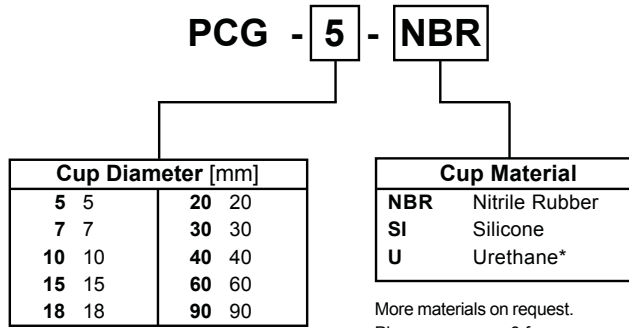 PCG - 5 - NBR
Cup Diameter [mm]
5 5 20 20
7 7 30 30
10 10 40 40
15 15 60 60
18 18 90 90
Cup Material
NBR Nitrile Rubber
SI Silicone
U Urethane*
More materials on request.